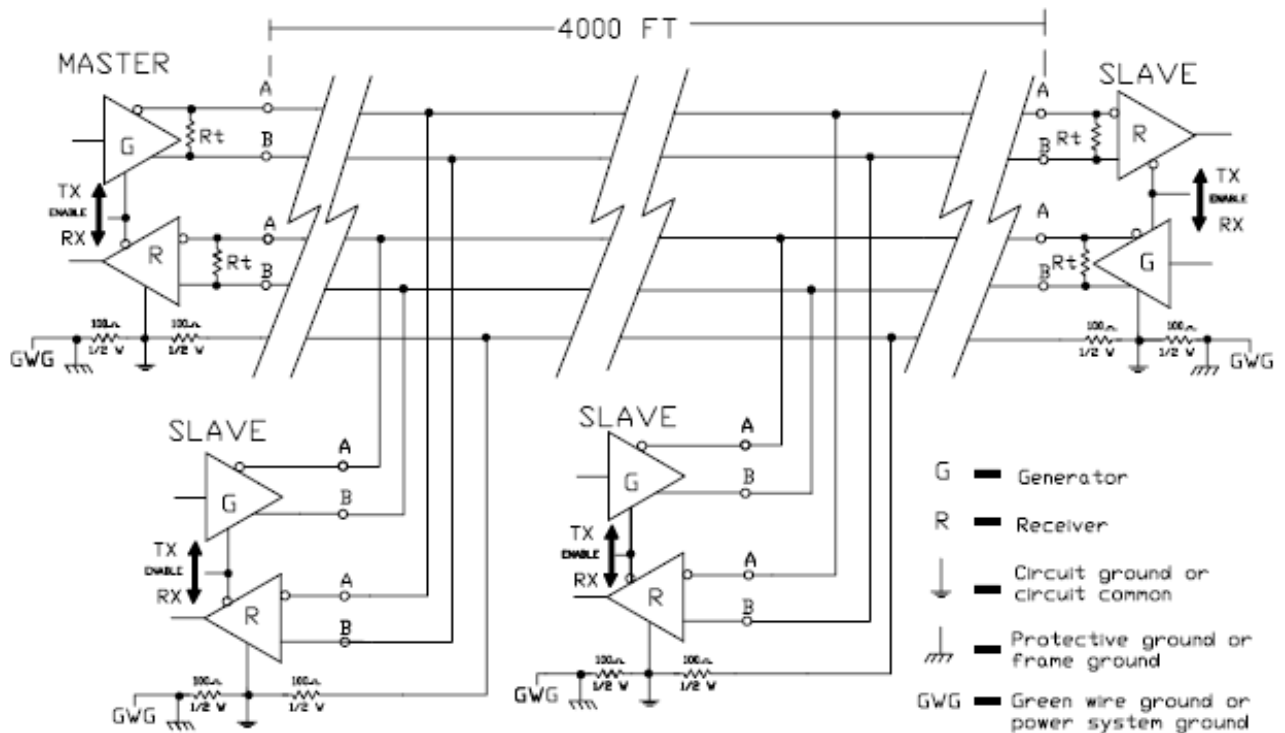 4000 FT
MASTER
SLAVE
A
A
G
Rt
B
Rt
B
R
TX
ENABLE
RX
TX
ENABLE
RX
A
A
R
Rt
B
Rt
B
G
100Ω
1/2 W
100Ω
1/2 W
GWG
100Ω
1/2 W
100Ω
1/2 W
GWG
SLAVE
A
G
B
TX
ENABLE
RX
A
R
B
100Ω
1/2 W
100Ω
1/2 W
GWG
SLAVE
A
G
B
TX
ENABLE
RX
A
R
B
100Ω
1/2 W
100Ω
1/2 W
GWG
G Generator
R Receiver
Circuit ground or
circuit common
Protective ground or
frame ground
GWG Green wire ground or
power system ground